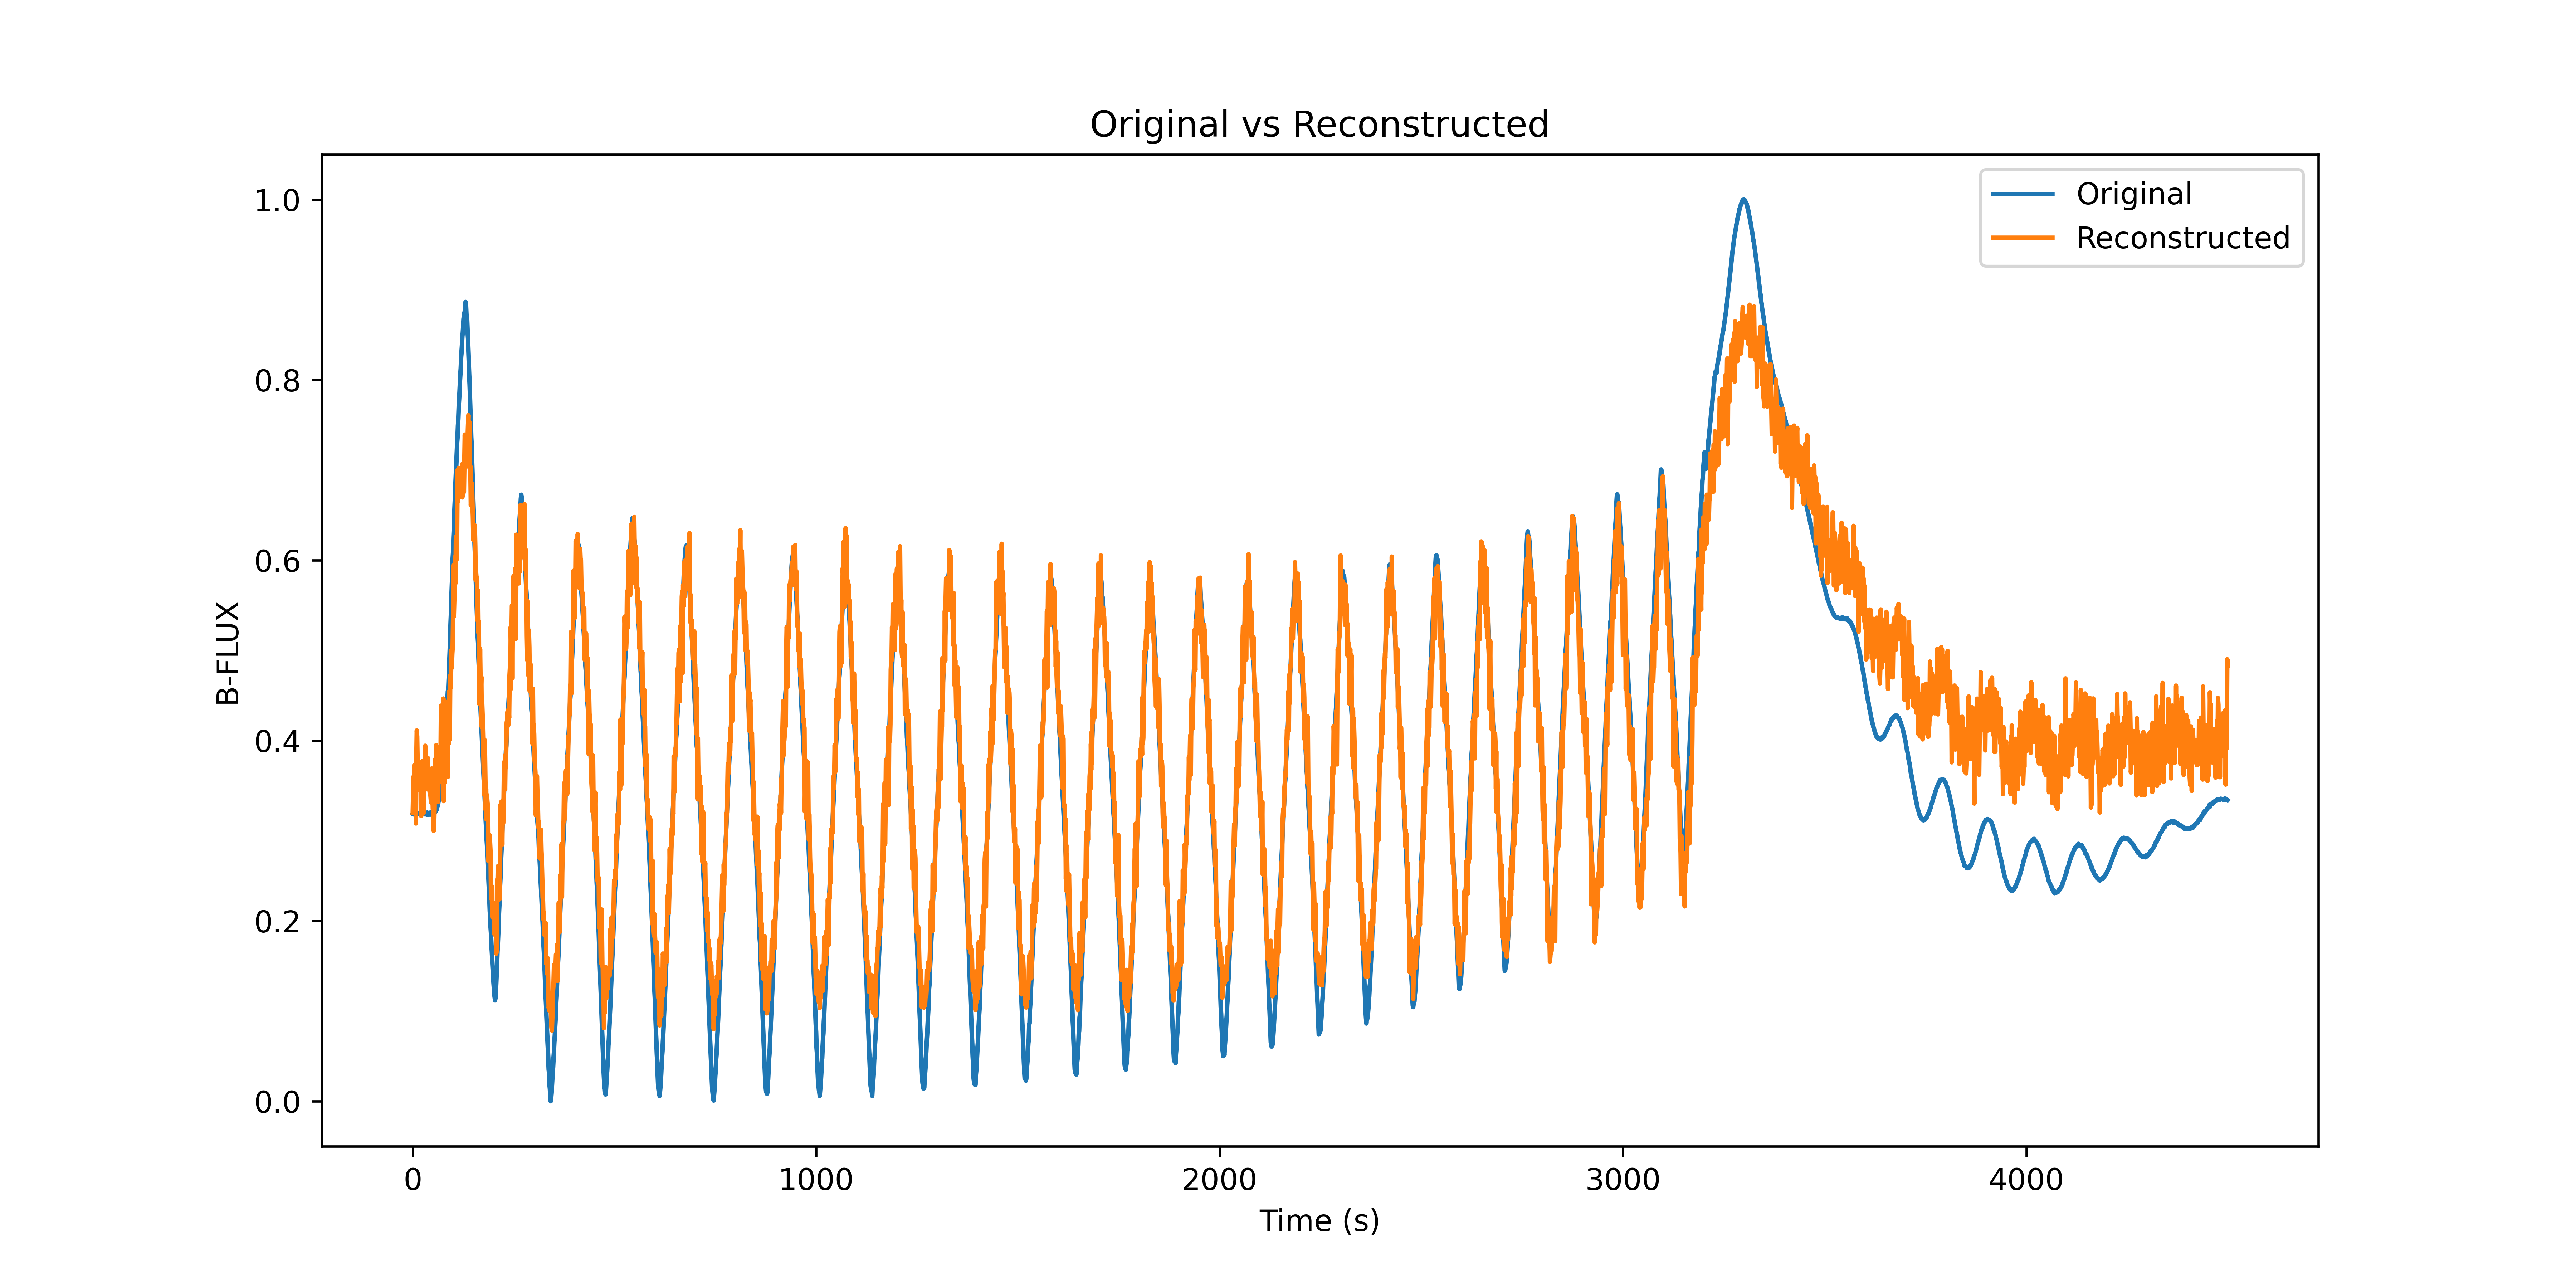 Original vs Reconstructed
Original
Reconstructed
1.0
0.8
0.6
0.4
0.2
0.0
B-FLUX
0 1000 2000 3000 4000
Time (s)